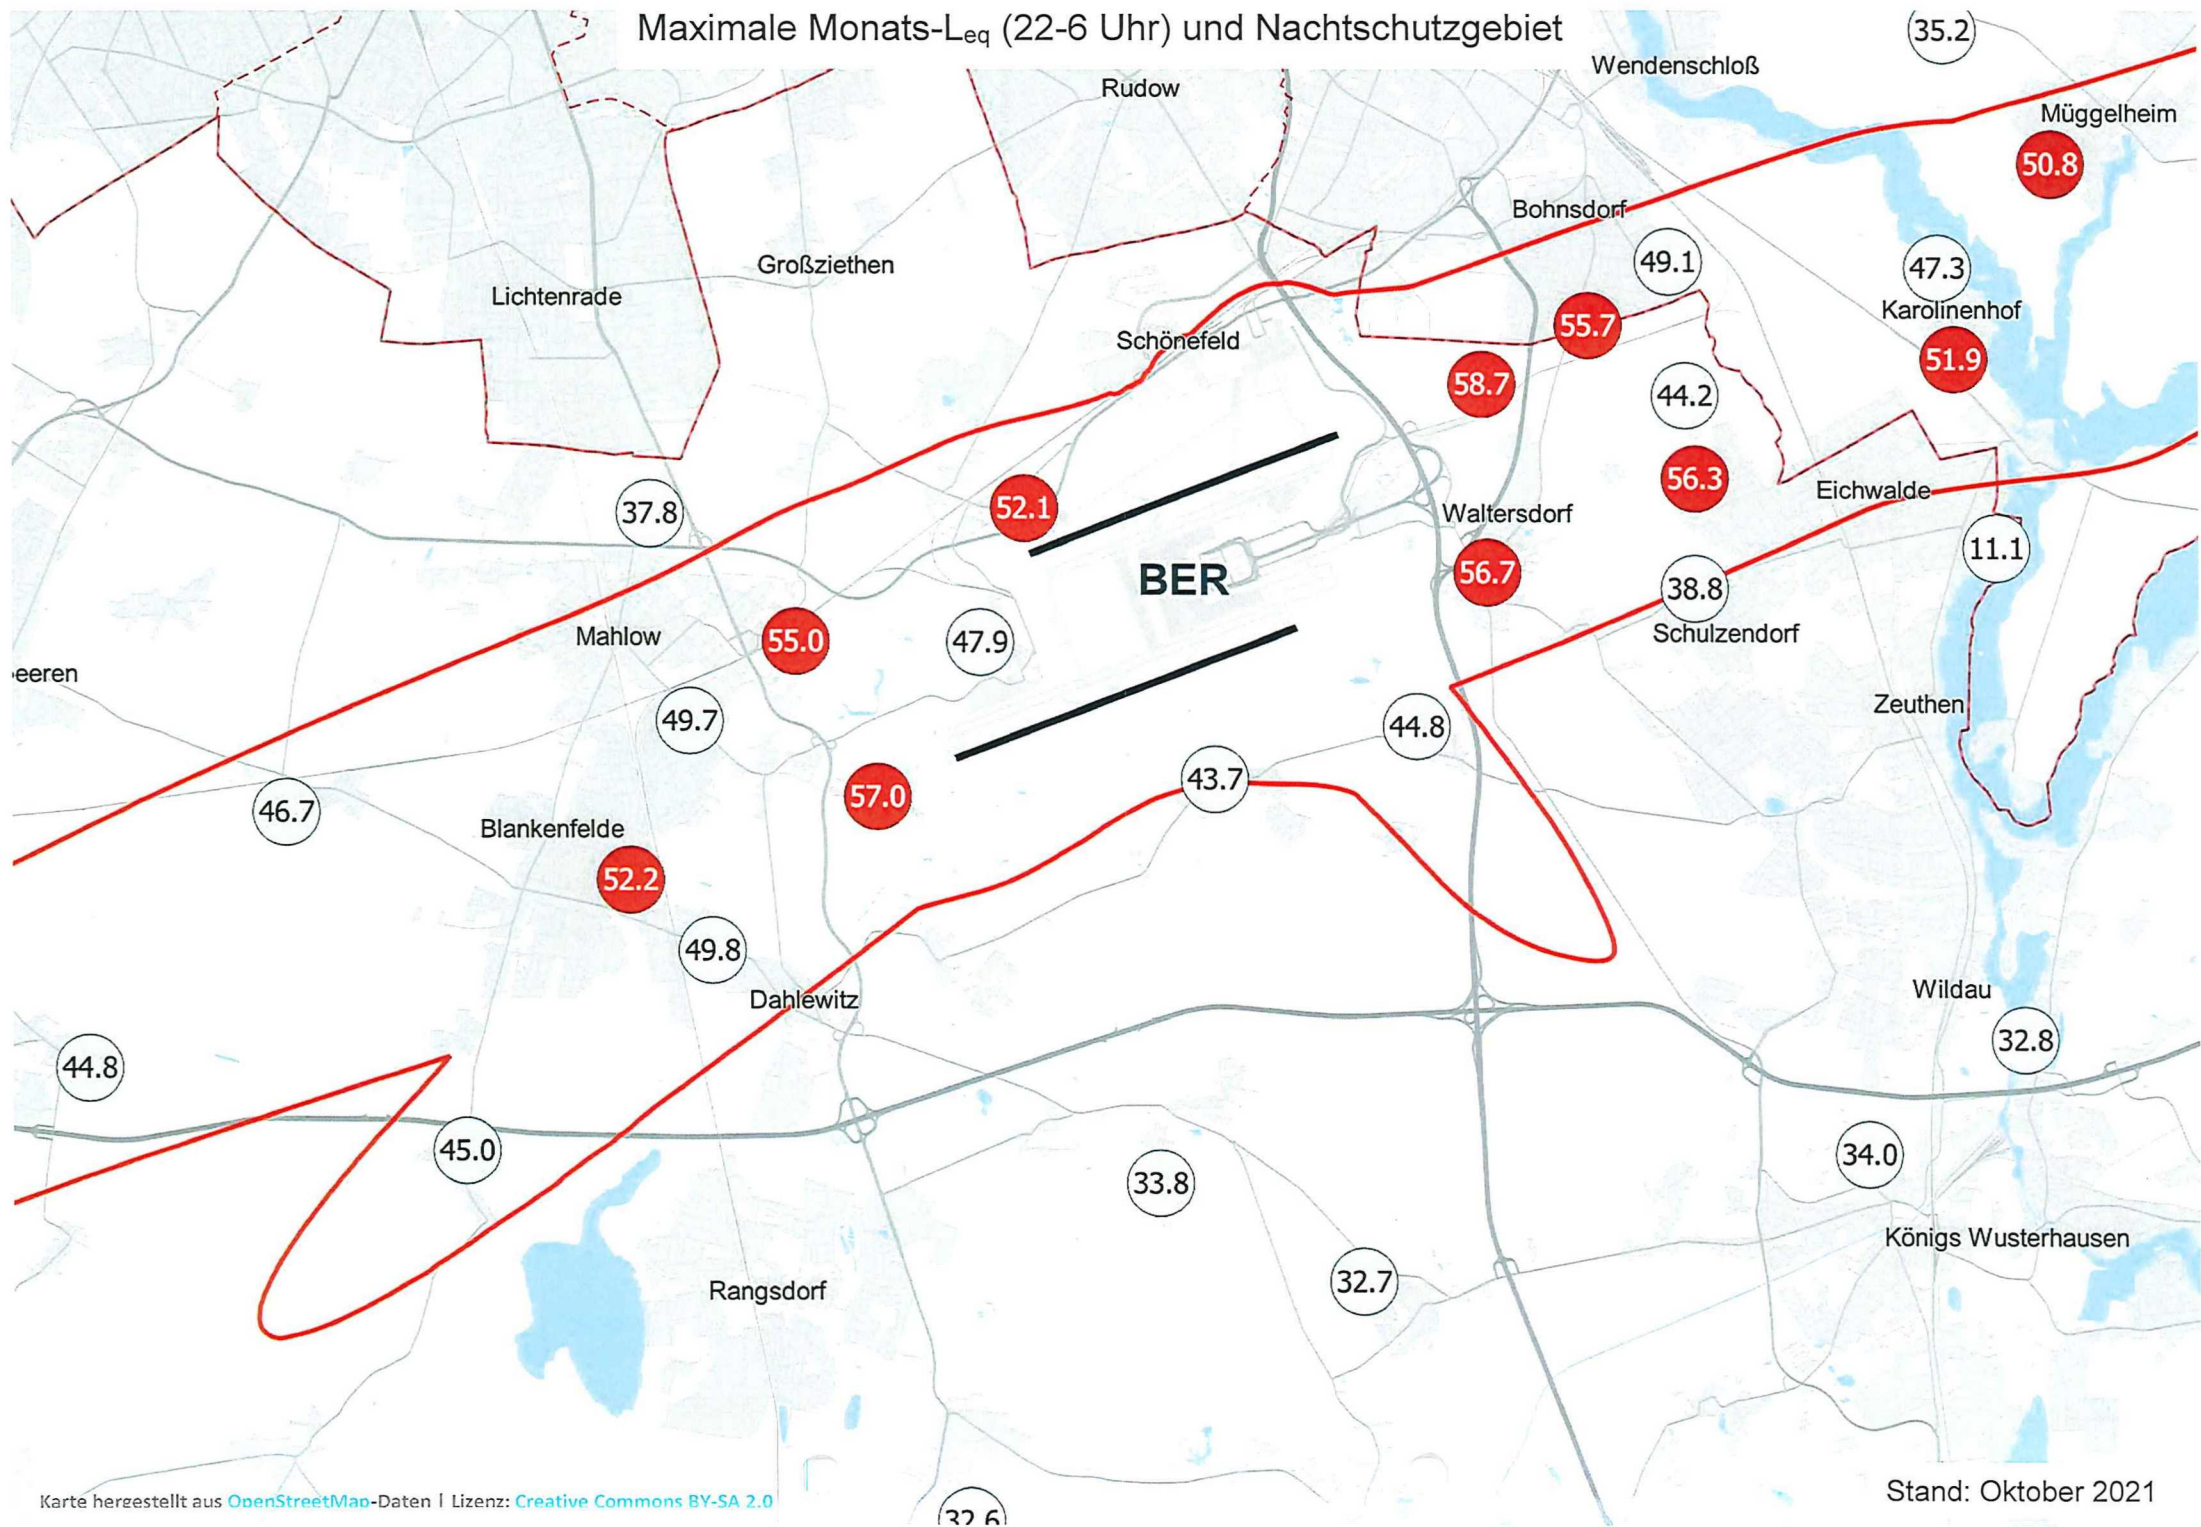 Maximale Monats-Leq (22-6 Uhr) und Nachtschutzgebiet
35.2
Wendenschloß
Rudow
Müggelheim
50.8
Bohnsdorf
49.1
47.3
Großziethen
Lichtenrade
Karolinenhof
55.7
Schönefeld
51.9
58.7
44.2
56.3
Eichwalde
37.8
52.1
Waltersdorf
11.1
BER
56.7
38.8
Mahlow
55.0
47.9
Schulzendorf
eeren
49.7
Zeuthen
44.8
43.7
57.0
46.7
Blankenfelde
52.2
49.8
Dahlewitz
Wildau
32.8
44.8
45.0
34.0
33.8
Königs Wusterhausen
32.7
Rangsdorf
Stand: Oktober 2021
Karte hergestellt aus OpenStreetMap-Daten | Lizenz: Creative Commons BY-SA 2.0
32.6